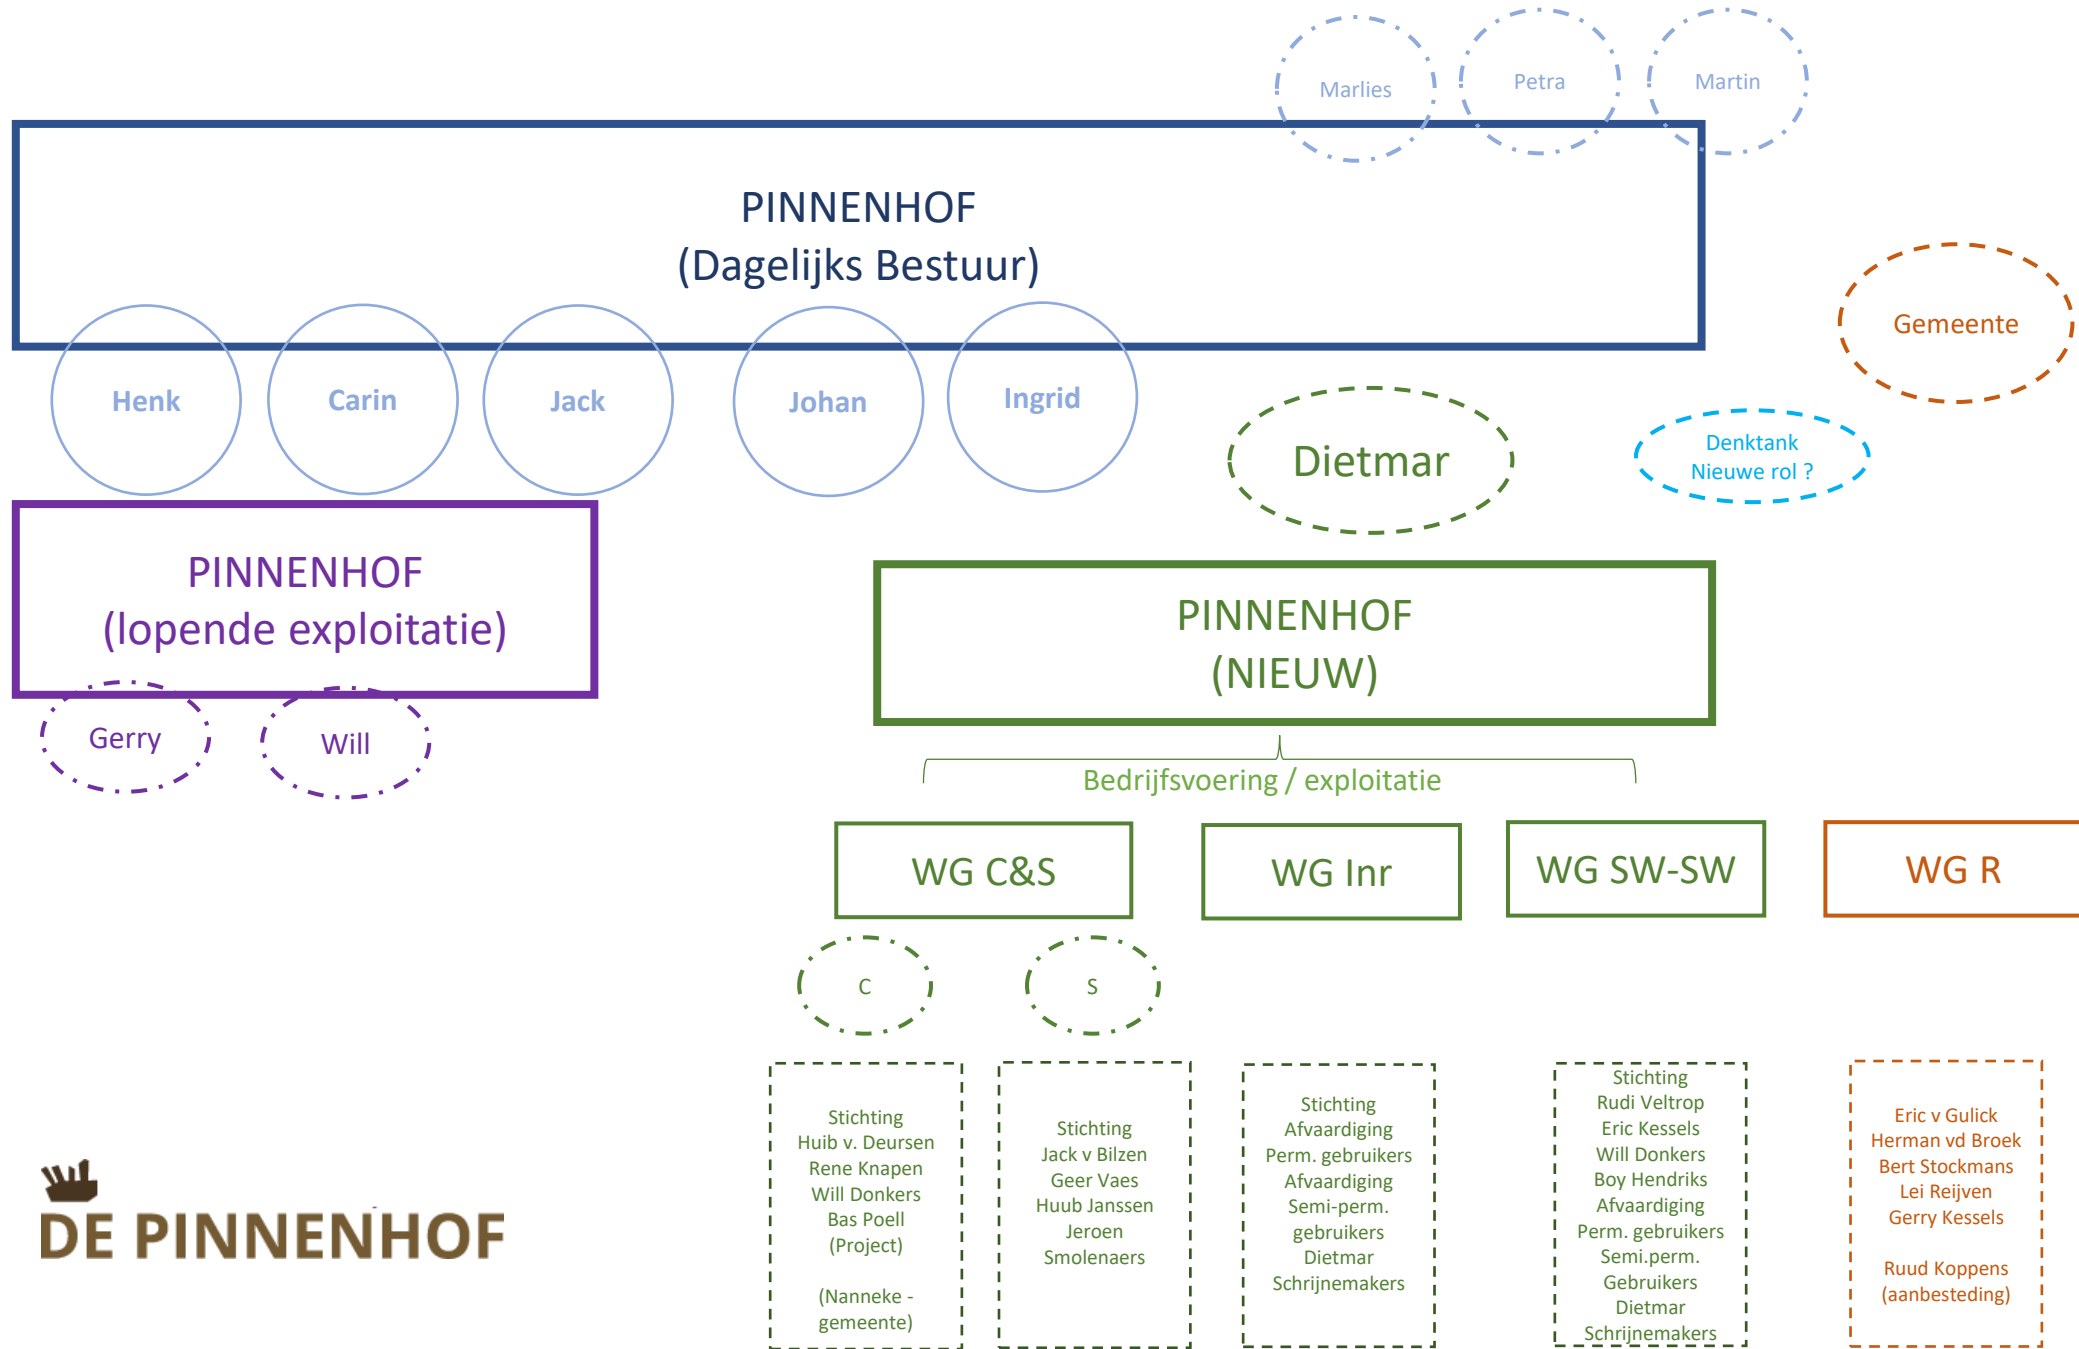 Marlies
Petra
Martin
PINNENHOF
(Dagelijks Bestuur)
Gemeente
Henk
Carin
Jack
Johan
Ingrid
Dietmar
Denktank
Nieuwe rol ?
PINNENHOF
(lopende exploitatie)
PINNENHOF
(NIEUW)
Gerry
Will
Bedrijfsvoering / exploitatie
WG C&S
WG Inr
WG SW-SW
WG R
C
S
Stichting
Huib v. Deursen
Rene Knapen
Will Donkers
Bas Poell
(Project)
(Nanneke -
gemeente)
Stichting
Jack v Bilzen
Geer Vaes
Huub Janssen
Jeroen
Smolenaers
Stichting
Afvaardiging
Perm. gebruikers
Afvaardiging
Semi-perm.
gebruikers
Dietmar
Schrijnemakers
Stichting
Rudi Veltrop
Eric Kessels
Will Donkers
Boy Hendriks
Afvaardiging
Perm. gebruikers
Semi.perm.
Gebruikers
Dietmar
Schrijnemakers
Eric v Gulick
Herman vd Broek
Bert Stockmans
Lei Reijven
Gerry Kessels
Ruud Koppens
(aanbesteding)
DE PINNENHOF